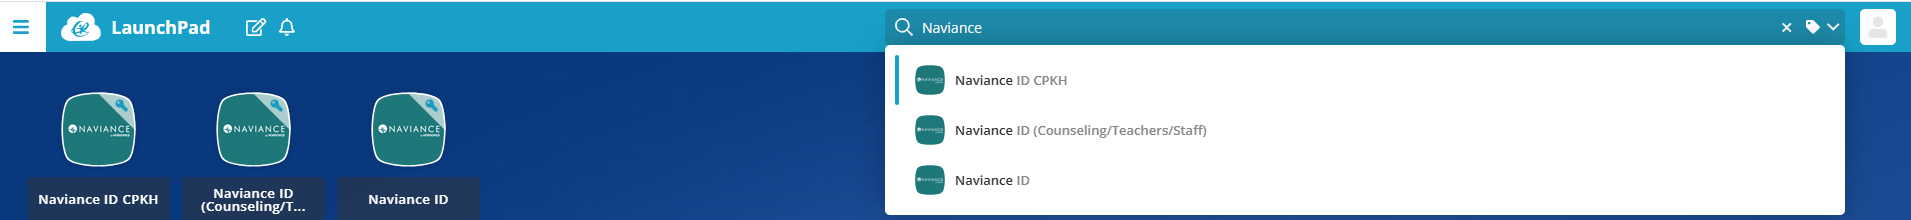 LaunchPad
Naviance
Naviance ID CPKH
Naviance ID (Counseling/Teachers/Staff)
Naviance ID
NAVIANCE
NAVIANCE
NAVIANCE
Naviance ID CPKH
Naviance ID
(Counseling/T...
Naviance ID